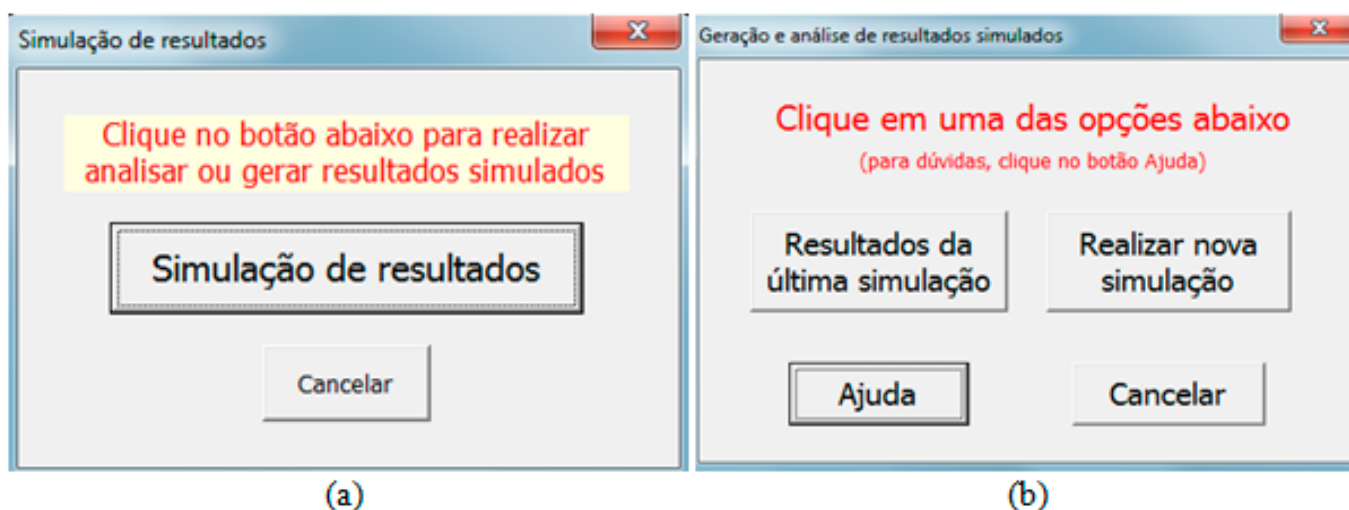 Simulação de resultados
Clique no botão abaixo para realizar
analisar ou gerar resultados simulados
Simulação de resultados
Cancelar
(a)
Geração e análise de resultados simulados
Clique em uma das opções abaixo
(para dúvidas, clique no botão Ajuda)
Resultados da
última simulação
Realizar nova
simulação
Ajuda
Cancelar
(b)